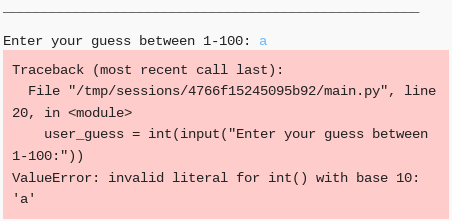 Enter your guess between 1-100: a
Traceback (most recent call last):
  File "/tmp/sessions/4766f15245095b92/main.py", line
20, in <module>
    user_guess = int(input("Enter your guess between
1-100:"))
ValueError: invalid literal for int() with base 10:
'a'